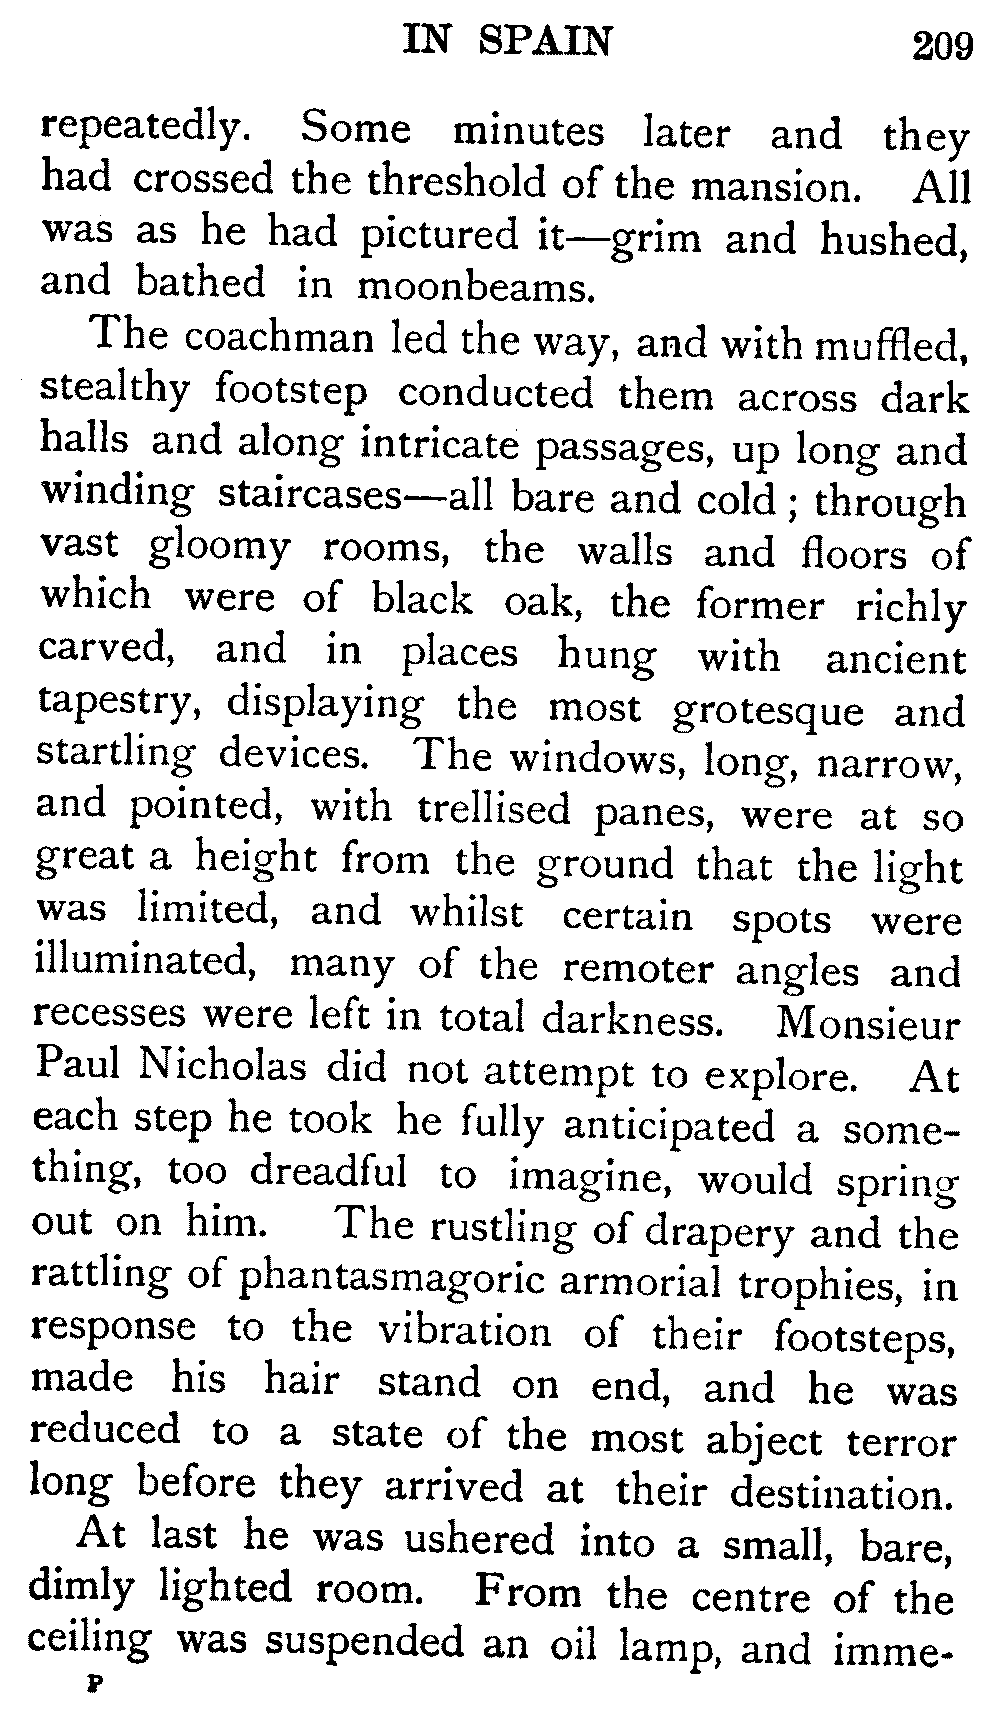 IN SPAIN 209
repeatedly. Some minutes later and they
had crossed the threshold of the mansion. All
was as he had pictured it—grim and hushed,
and bathed in moonbeams.
The coachman led the way, and with muffled,
stealthy footstep conducted them across dark
halls and along intricate passages, up long and
winding staircases—all bare and cold ; through
vast gloomy rooms, the walls and floors of
which were of black oak, the former richly
carved, and in places hung with ancient
tapestry, displaying the most grotesque and
startling devices. The windows, long, narrow,
and pointed, with trellised panes, were at so
great a height from the ground that the light
was limited, and whilst certain spots were
illuminated, many of the remoter angles and
recesses were left in total darkness. Monsieur
Paul Nicholas did not attempt to explore. At
each step he took he fully anticipated a some-
thing, too dreadful to imagine, would spring
out on him. The rustling of drapery and the
rattling of phantasmagoric armorial trophies, in
response to the vibration of their footsteps,
made his hair stand on end, and he was
reduced to a state of the most abject terror
long before they arrived at their destination.
At last he was ushered into a small, bare,
dimly lighted room. From the centre of the
ceiling was suspended an oil lamp, and imme-
P